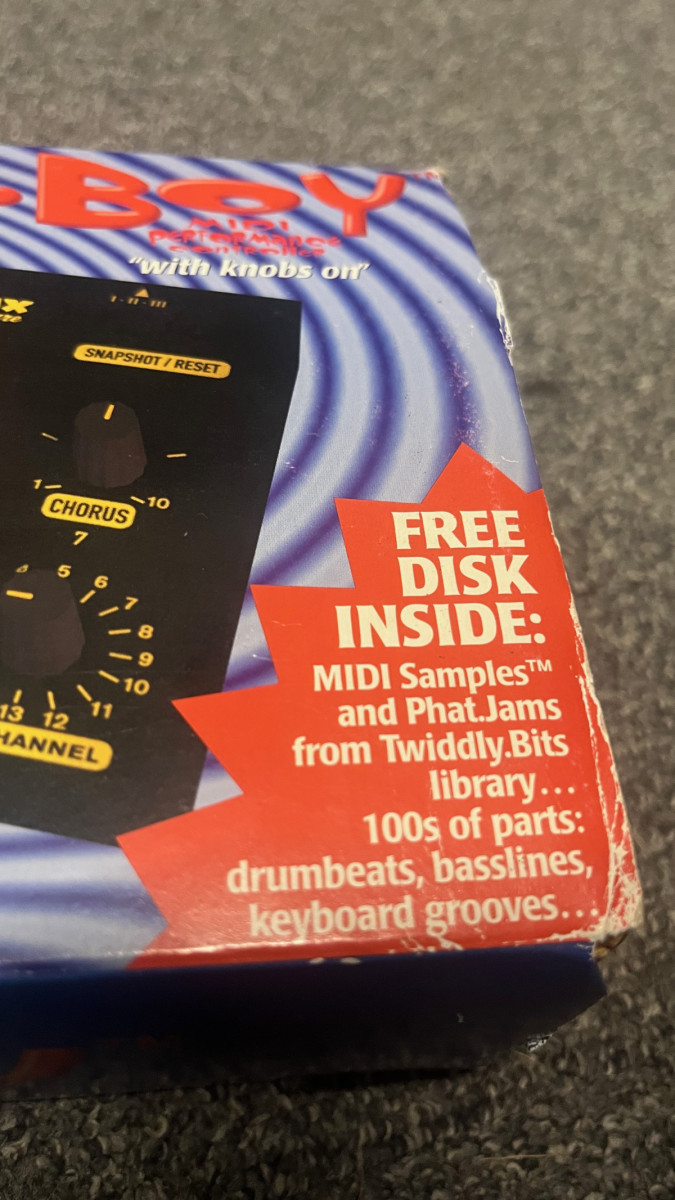 BOY
MIDI
PERFORMANCE
CONTROLLER
"with knobs on"
I - II - III
SNAPSHOT / RESET
1
10
CHORUS
7
5
6
7
8
9
10
11
12
13
HANNEL
FREE
DISK
INSIDE:
MIDI Samples™
and Phat.Jams
from Twiddly.Bits
library...
100s of parts:
drumbeats, basslines,
keyboard grooves...